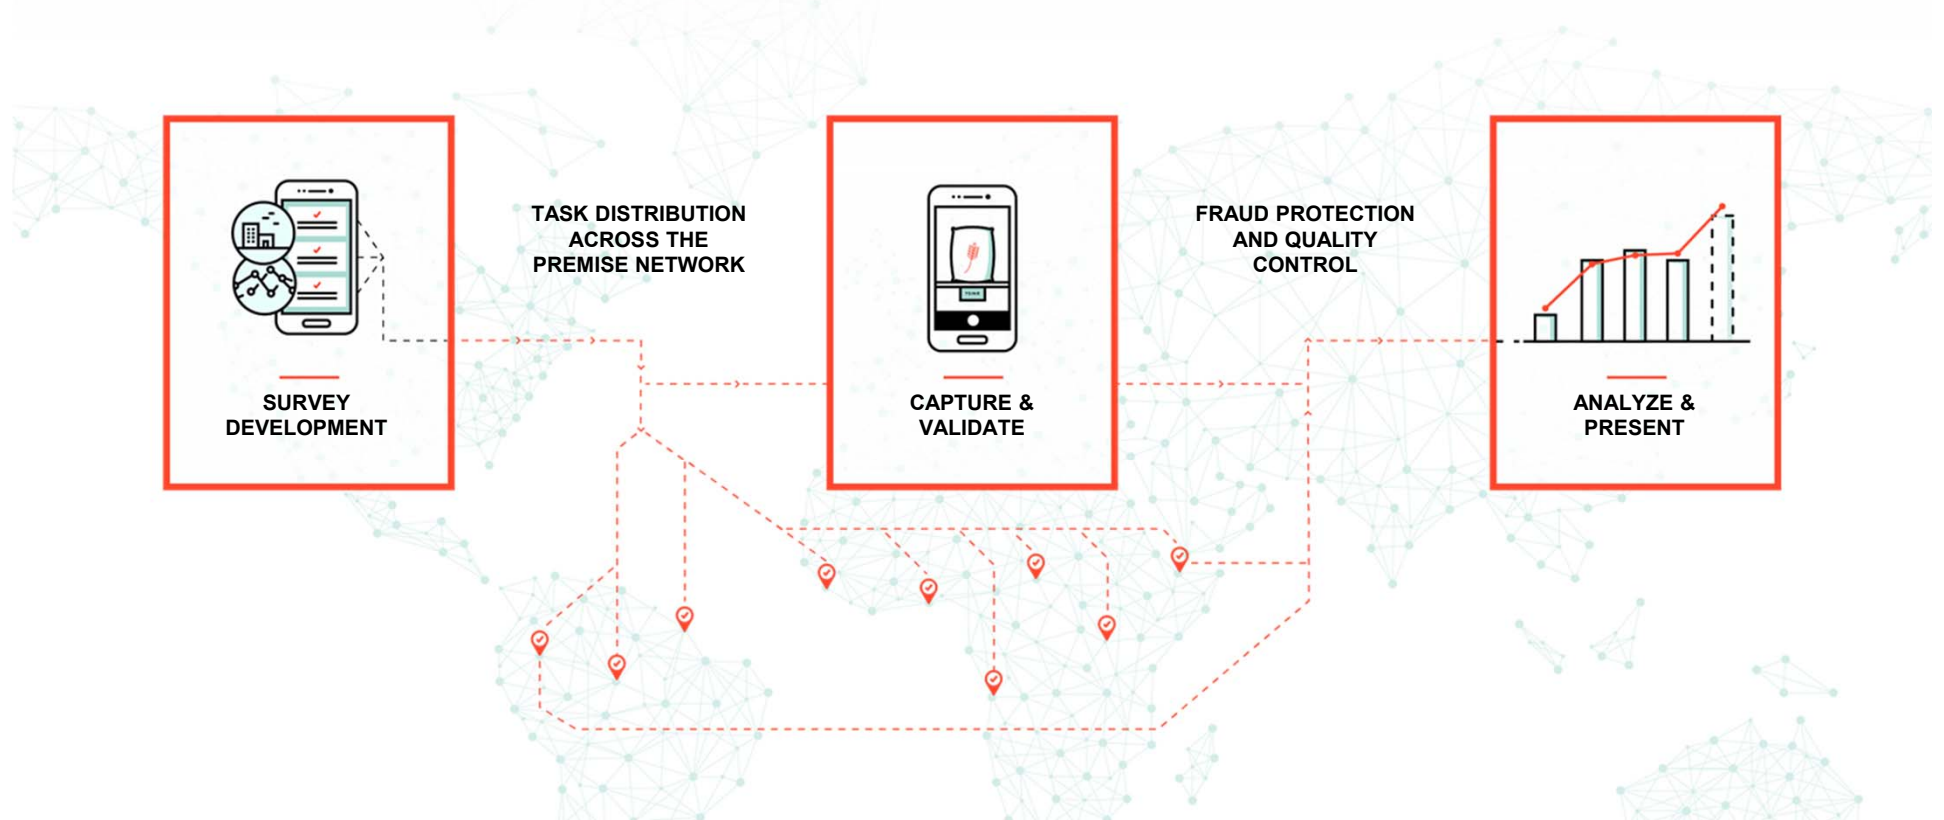 TASK DISTRIBUTION
ACROSS THE
PREMISE NETWORK
FRAUD PROTECTION
AND QUALITY
CONTROL
SURVEY
DEVELOPMENT
CAPTURE &
VALIDATE
ANALYZE &
PRESENT